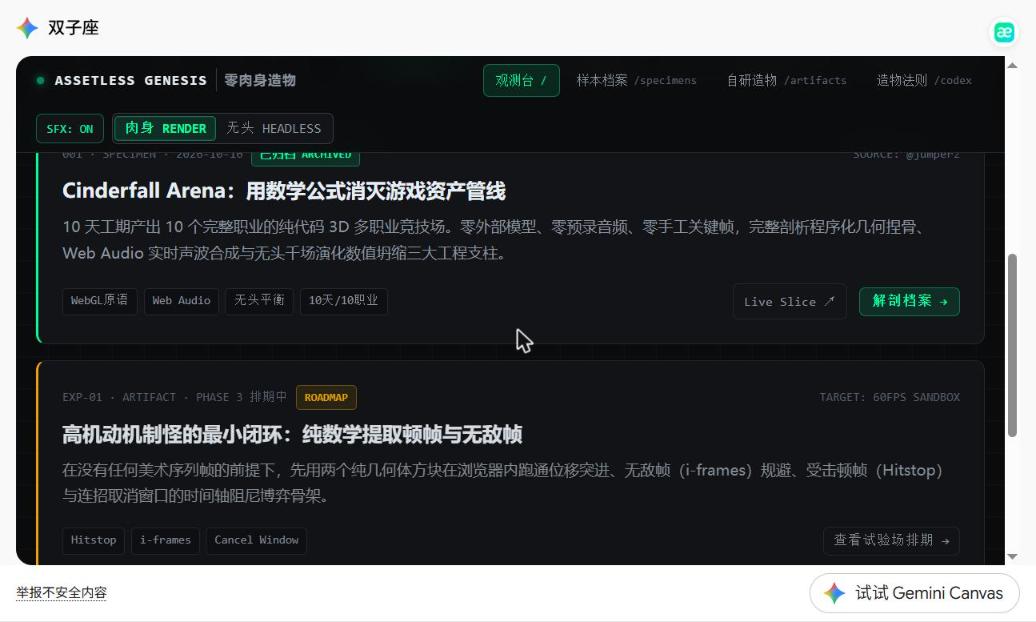 双子座
æ
ASSETLESS GENESIS 零肉身造物
观测台 /
样本档案 /specimens
自研造物 /artifacts
造物法则 /codex
SFX: ON
肉身 RENDER
无头 HEADLESS
001 · SPECIMEN · 2026-10-16 已归档 ARCHIVED
SOURCE: @jumperz
Cinderfall Arena：用数学公式消灭游戏资产管线
10 天工期产出 10 个完整职业的纯代码 3D 多职业竞技场。零外部模型、零预录音频、零手工关键帧，完整剖析程序化几何捏骨、
Web Audio 实时声波合成与无头干场演化数值坍缩三大工程支柱。
WebGL原语
Web Audio
无头平衡
10天/10职业
Live Slice ↗
解剖档案 →
EXP-01 · ARTIFACT · PHASE 3 排期中 ROADMAP
TARGET: 60FPS SANDBOX
高机动机制怪的最小闭环：纯数学提取顿帧与无敌帧
在没有任何美术序列帧的前提下，先用两个纯几何体方块在浏览器内跑通位移突进、无敌帧（i-frames）规避、受击顿帧（Hitstop）
与连招取消窗口的时间轴阻尼博弈骨架。
Hitstop
i-frames
Cancel Window
查看试验场排期 →
举报不安全内容
试试 Gemini Canvas